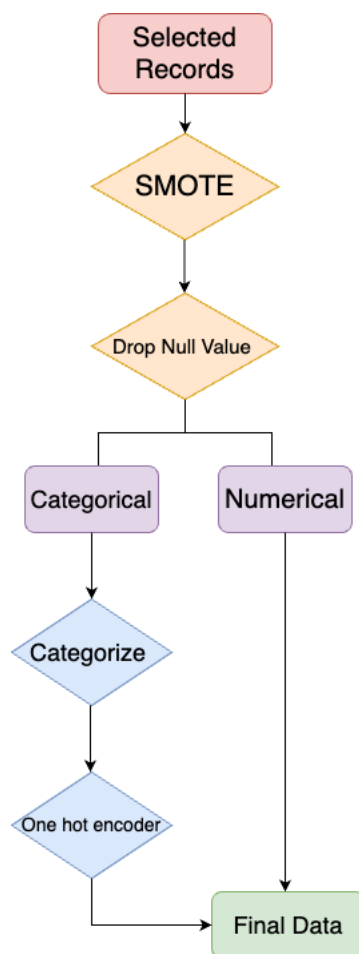 Selected
Records
SMOTE
Drop Null Value
Categorical
Numerical
Categorize
One hot encoder
Final Data